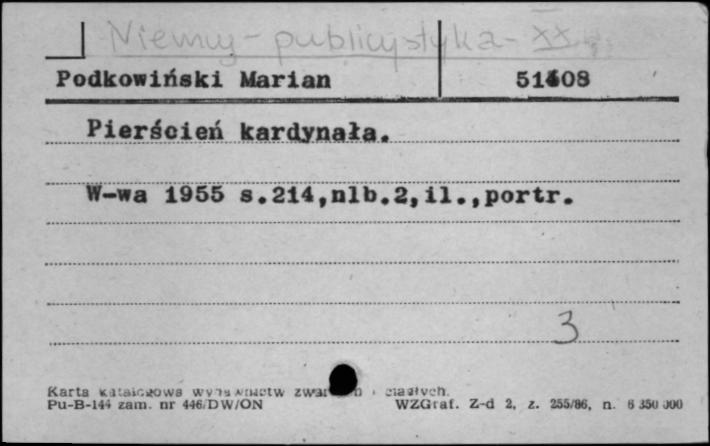 Niemcy - publicystyka - XX w.
Podkowiński Marian 51408
Pierścień kardynała.
W-wa 1955 s.214,nlb.2,il.,portr.
3
Karta katalogowa wydawnictw zwartych i ciągłych.
Pu-B-144 zam. nr 446/DW/ON WZGraf. Z-d 2, z. 255/86, n. 6 350 000